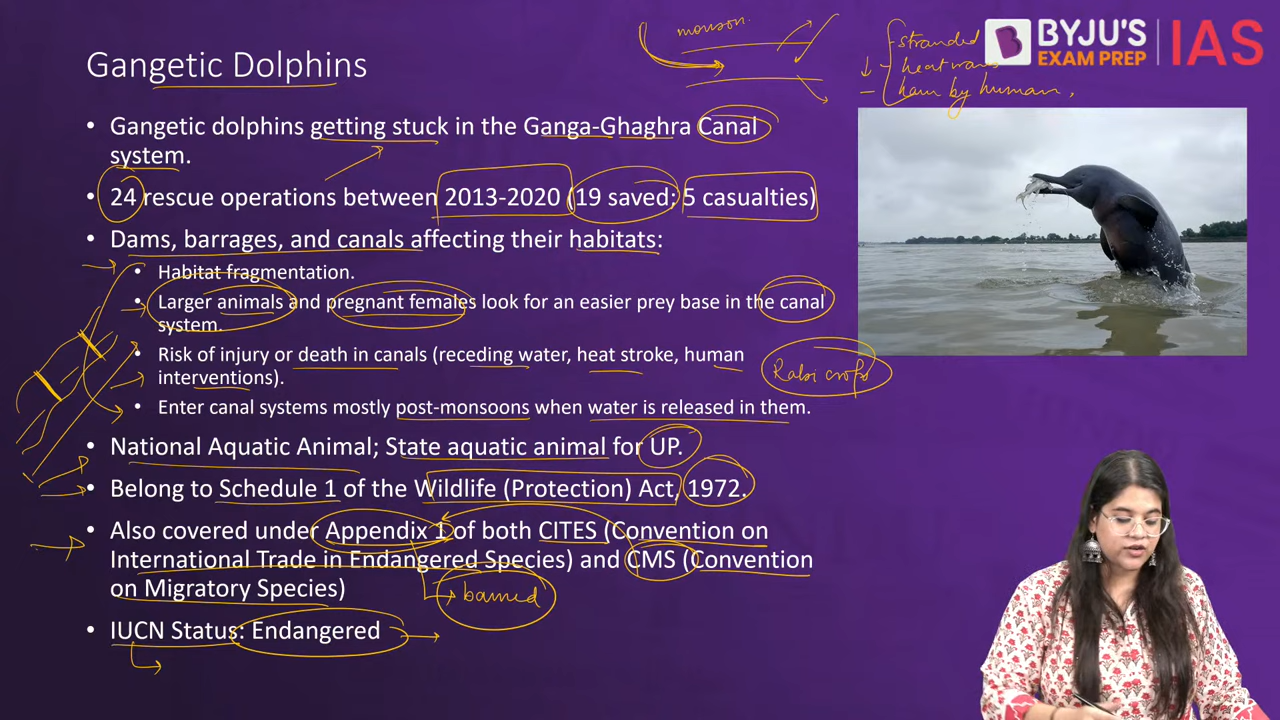 Gangetic Dolphins
monson
stranded
heat wave
harm by human,
BYJU'S
EXAM PREP
IAS
• Gangetic dolphins getting stuck in the Ganga-Ghaghra Canal
system.
• 24 rescue operations between 2013-2020 (19 saved; 5 casualties)
• Dams, barrages, and canals affecting their habitats:
• Habitat fragmentation.
• Larger animals and pregnant females look for an easier prey base in the canal
system.
• Risk of injury or death in canals (receding water, heat stroke, human
interventions).
Rabi crops
• Enter canal systems mostly post-monsoons when water is released in them.
• National Aquatic Animal; State aquatic animal for UP.
• Belong to Schedule 1 of the Wildlife (Protection) Act, 1972.
• Also covered under Appendix 1 of both CITES (Convention on
International Trade in Endangered Species) and CMS (Convention
on Migratory Species)
banned
• IUCN Status: Endangered